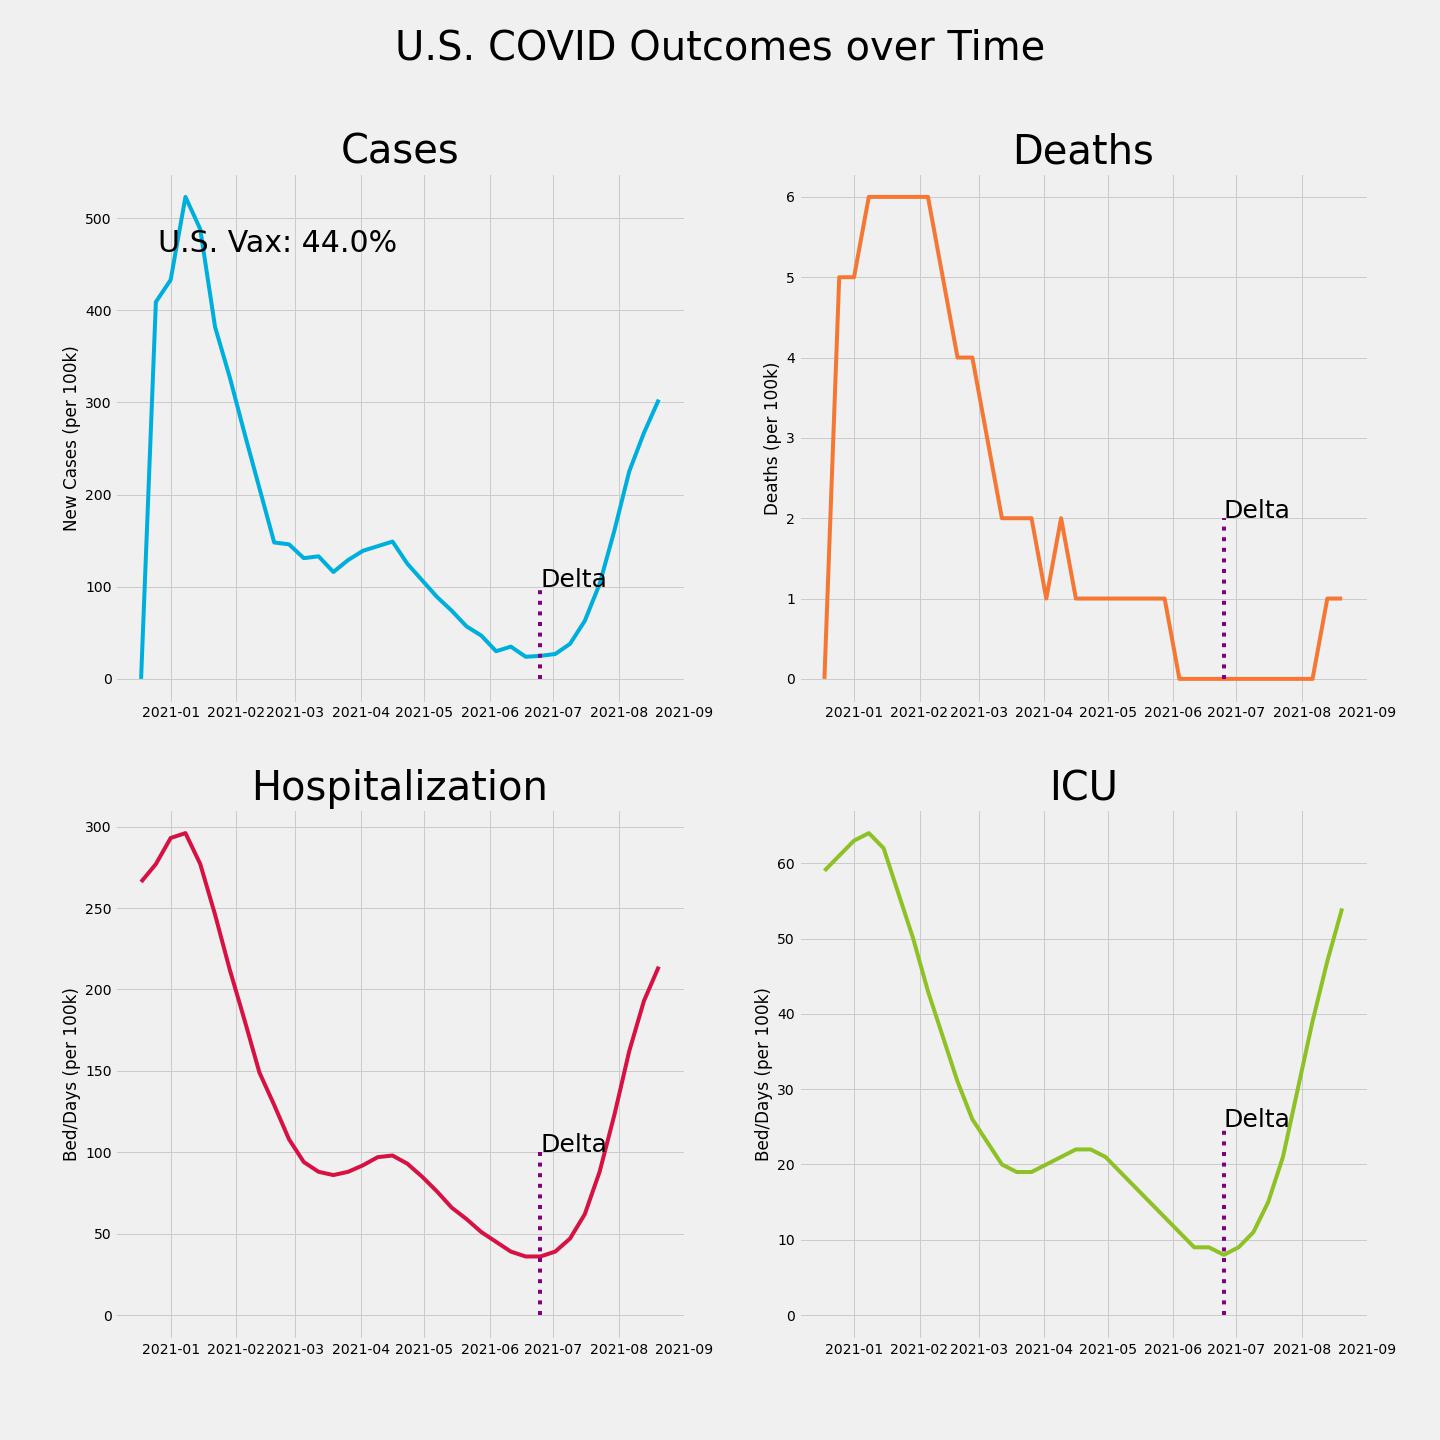 U.S. COVID Outcomes over Time
Cases
New Cases (per 100k)
500
400
300
200
100
0
U.S. Vax: 44.0%
Delta
2021-01 2021-02 2021-03 2021-04 2021-05 2021-06 2021-07 2021-08 2021-09
Deaths
Deaths (per 100k)
6
5
4
3
2
1
0
Delta
2021-01 2021-02 2021-03 2021-04 2021-05 2021-06 2021-07 2021-08 2021-09
Hospitalization
Bed/Days (per 100k)
300
250
200
150
100
50
0
Delta
2021-01 2021-02 2021-03 2021-04 2021-05 2021-06 2021-07 2021-08 2021-09
ICU
Bed/Days (per 100k)
60
50
40
30
20
10
0
Delta
2021-01 2021-02 2021-03 2021-04 2021-05 2021-06 2021-07 2021-08 2021-09